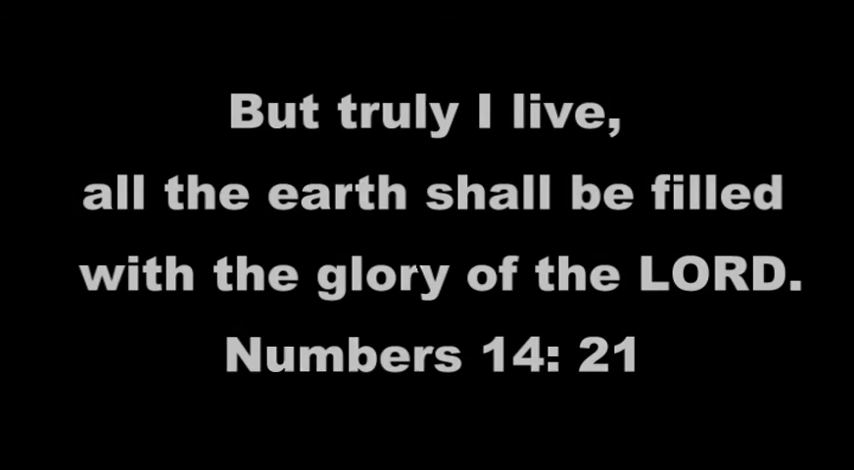 But truly I live,
all the earth shall be filled
with the glory of the LORD.
Numbers 14: 21